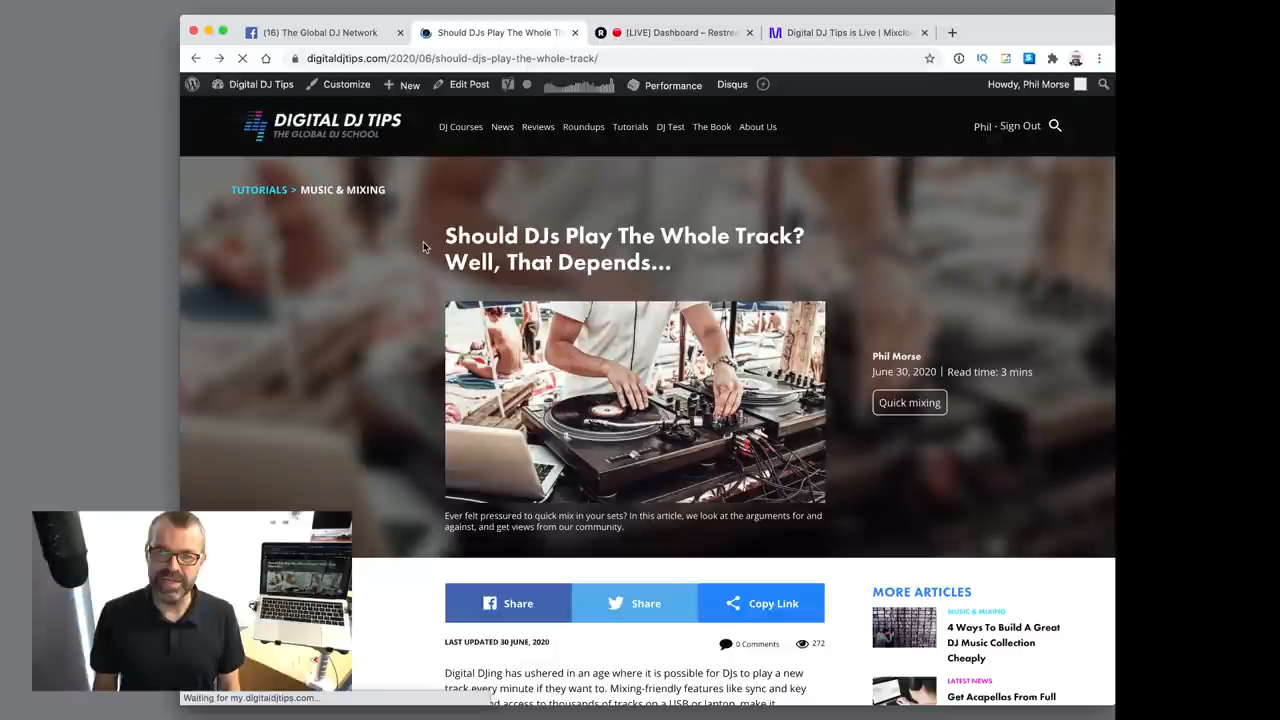 (16) The Global DJ Network
Should DJs Play The Whole T
[LIVE] Dashboard – Restrea
Digital DJ Tips is Live | Mixclo
digitaldjtips.com/2020/06/should-djs-play-the-whole-track/
Digital DJ Tips
Customize
New
Edit Post
Performance
Disqus
Howdy, Phil Morse
DIGITAL DJ TIPS
THE GLOBAL DJ SCHOOL
DJ Courses
News
Reviews
Roundups
Tutorials
DJ Test
The Book
About Us
Phil - Sign Out
TUTORIALS > MUSIC & MIXING
Should DJs Play The Whole Track?
Well, That Depends...
Phil Morse
June 30, 2020 | Read time: 3 mins
Quick mixing
Ever felt pressured to quick mix in your sets? In this article, we look at the arguments for and
against, and get views from our community.
Share
Share
Copy Link
LAST UPDATED 30 JUNE, 2020
0 Comments
272
Digital DJing has ushered in an age where it is possible for DJs to play a new
track every minute if they want to. Mixing-friendly features like sync and key
access to thousands of tracks on a USB or laptop, make it
MORE ARTICLES
MUSIC & MIXING
4 Ways To Build A Great
DJ Music Collection
Cheaply
LATEST NEWS
Get Acapellas From Full
Waiting for my.digitaldjtips.com...